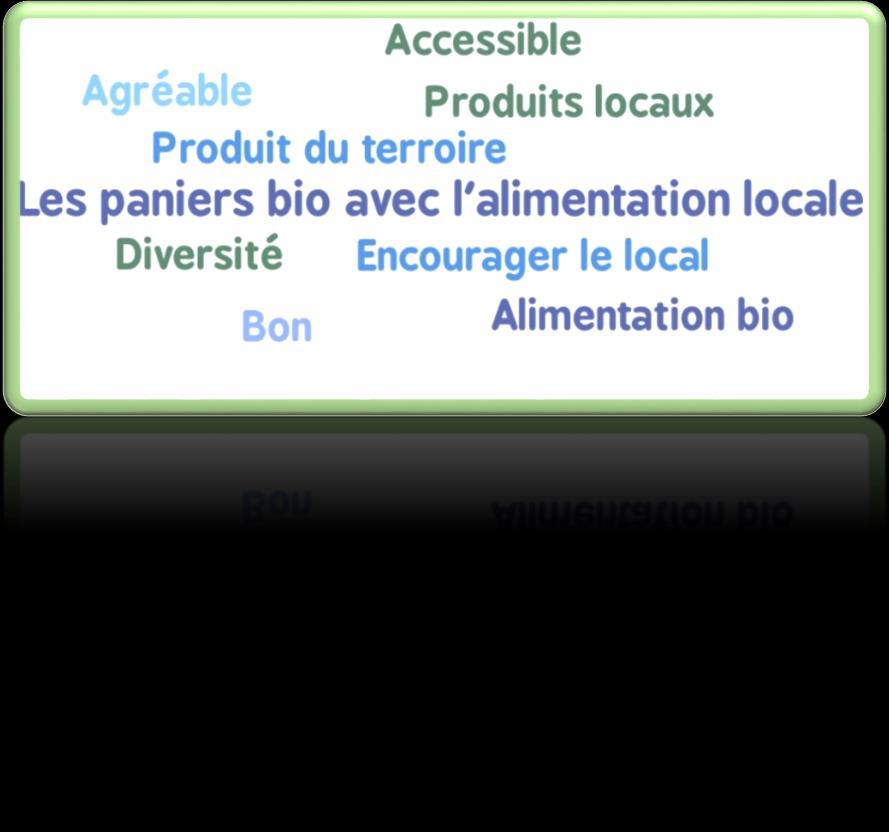 Accessible
Agréable
Produits locaux
Produit du terroire
Les paniers bio avec l'alimentation locale
Diversité
Encourager le local
Bon
Alimentation bio